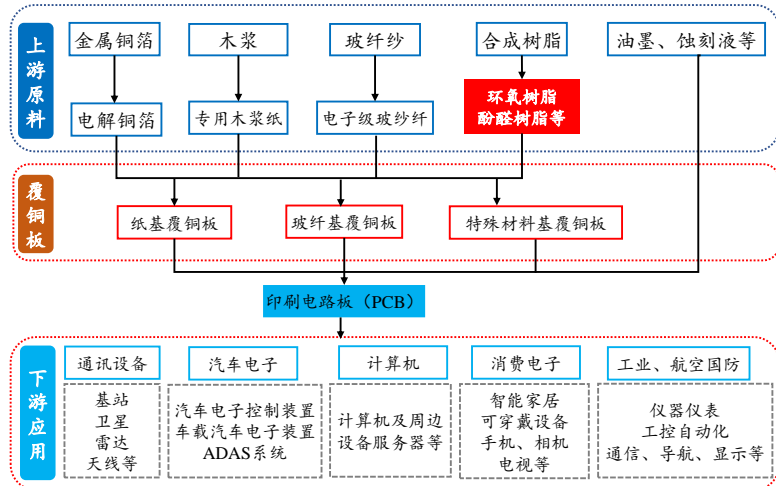 上游原料
金属铜箔
木浆
玻纤纱
合成树脂
油墨、蚀刻液等
电解铜箔
专用木浆纸
电子级玻纱纤
环氧树脂
酚醛树脂等
覆铜板
纸基覆铜板
玻纤基覆铜板
特殊材料基覆铜板
印刷电路板（PCB）
下游应用
通讯设备
汽车电子
计算机
消费电子
工业、航空国防
基站
卫星
雷达
天线等
汽车电子控制装置
车载汽车电子装置
ADAS系统
计算机及周边
设备服务器等
智能家居
可穿戴设备
手机、相机
电视等
仪器仪表
工控自动化
通信、导航、显示等